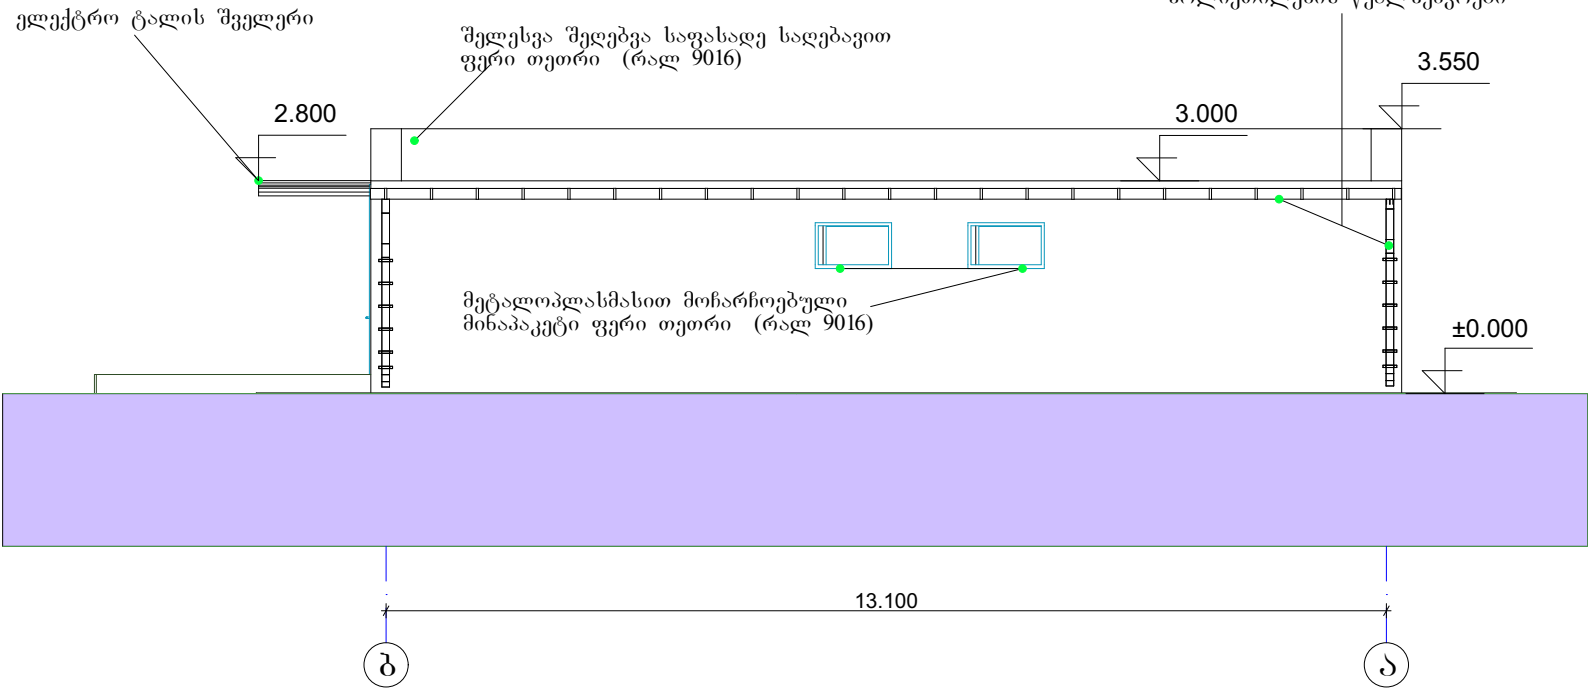 ელექტრო ტალის შველერი
შელესვა შეღებვა საფასადე საღებავით
ფერი თეთრი (რალ 9016)
3.550
2.800
3.000
მეტალოპლასმასით მოჩარჩოებული
მინაპაკეტი ფერი თეთრი (რალ 9016)
±0.000
13.100
ბ
ა